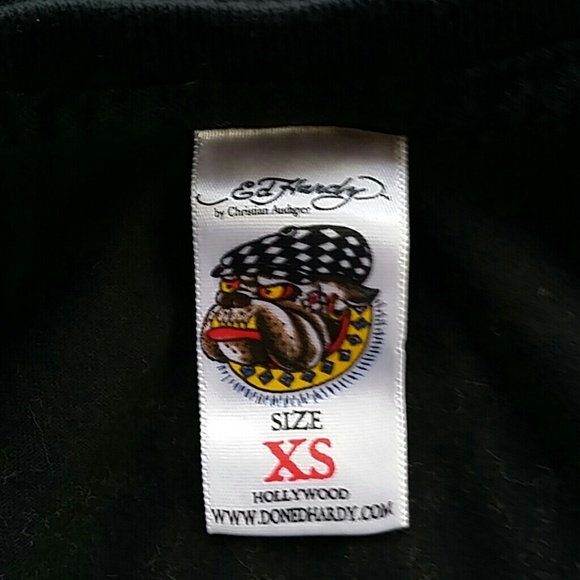 Ed Hardy
by Christian Audigier
SIZE
XS
HOLLYWOOD
WWW.DONEDHARDY.COM